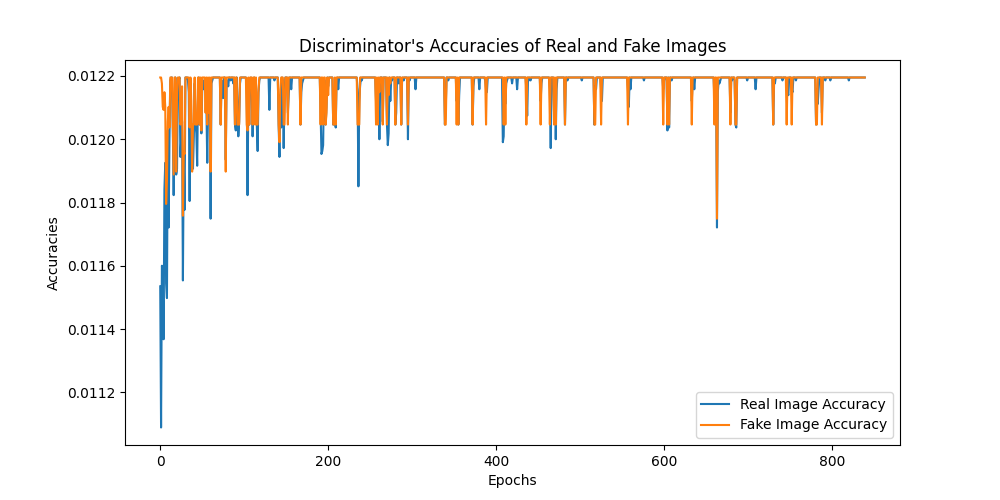 Discriminator's Accuracies of Real and Fake Images
0.0122
0.0120
0.0118
0.0116
0.0114
0.0112
Accuracies
Real Image Accuracy
Fake Image Accuracy
0 200 400 600 800
Epochs